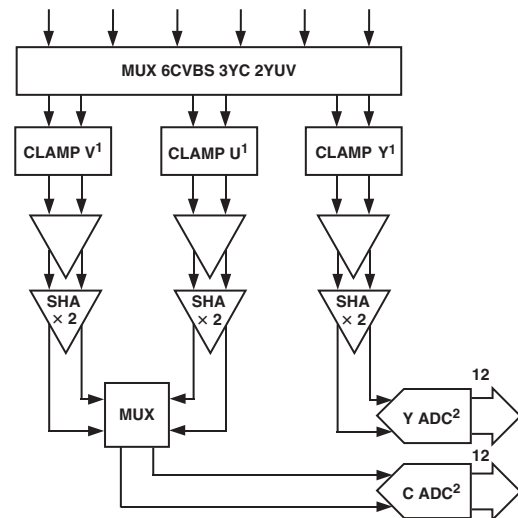 MUX 6CVBS 3YC 2YUV
CLAMP V¹
CLAMP U¹
CLAMP Y¹
SHA
× 2
SHA
× 2
SHA
× 2
MUX
12
Y ADC²
12
C ADC²